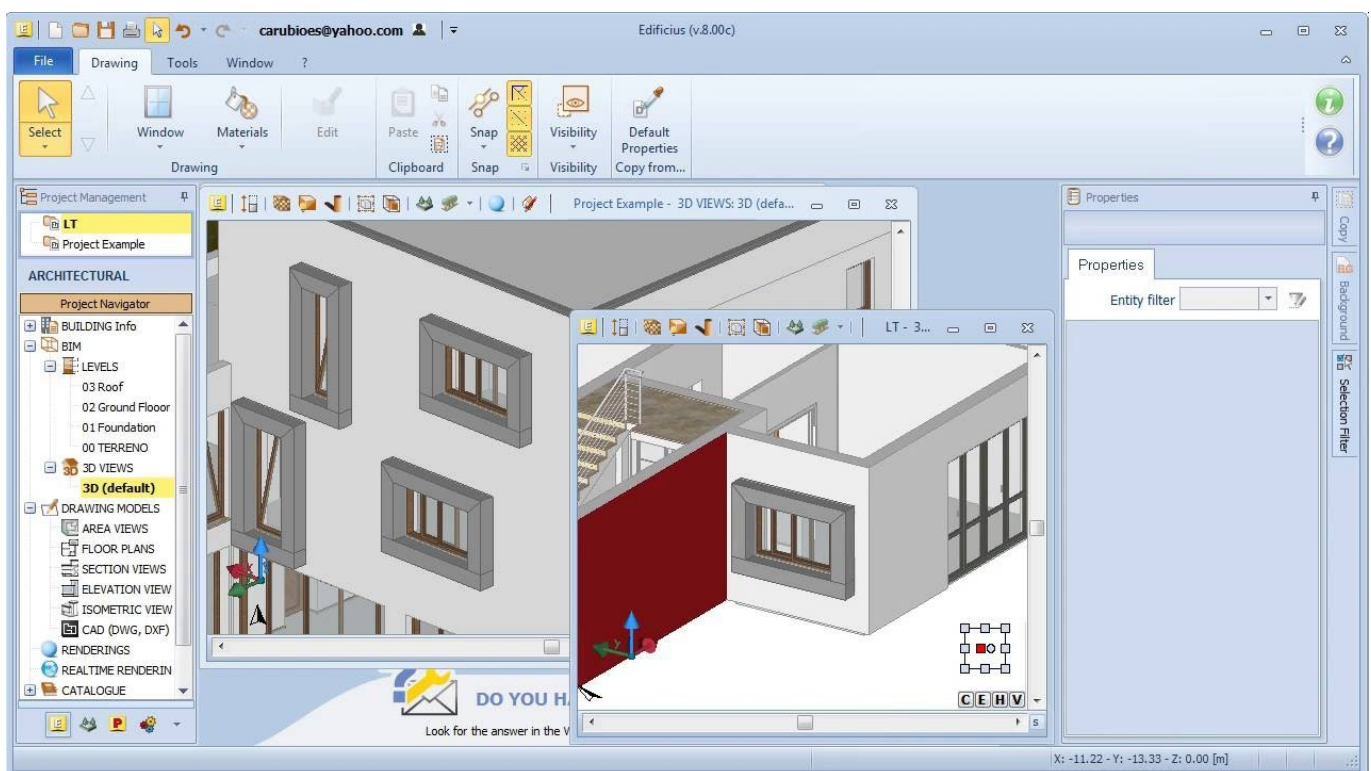 carubioes@yahoo.com
Edificius (v.8.00c)
File
Drawing
Tools
Window
?
Select
Window
Materials
Edit
Paste
Snap
Visibility
Default
Properties
Drawing
Clipboard
Snap
Visibility
Copy from...
Project Management
LT
Project Example
ARCHITECTURAL
Project Navigator
BUILDING Info
BIM
LEVELS
03 Roof
02 Ground Flooor
01 Foundation
00 TERRENO
3D VIEWS
3D (default)
DRAWING MODELS
AREA VIEWS
FLOOR PLANS
SECTION VIEWS
ELEVATION VIEW
ISOMETRIC VIEW
CAD (DWG, DXF)
RENDERINGS
REALTIME RENDERIN
CATALOGUE
Project Example - 3D VIEWS: 3D (defa...
LT - 3...
C E H V
S
DO YOU H
Look for the answer in the V
Properties
Properties
Entity filter
Copy
Background
Selection Filter
X: -11.22 - Y: -13.33 - Z: 0.00 [m]